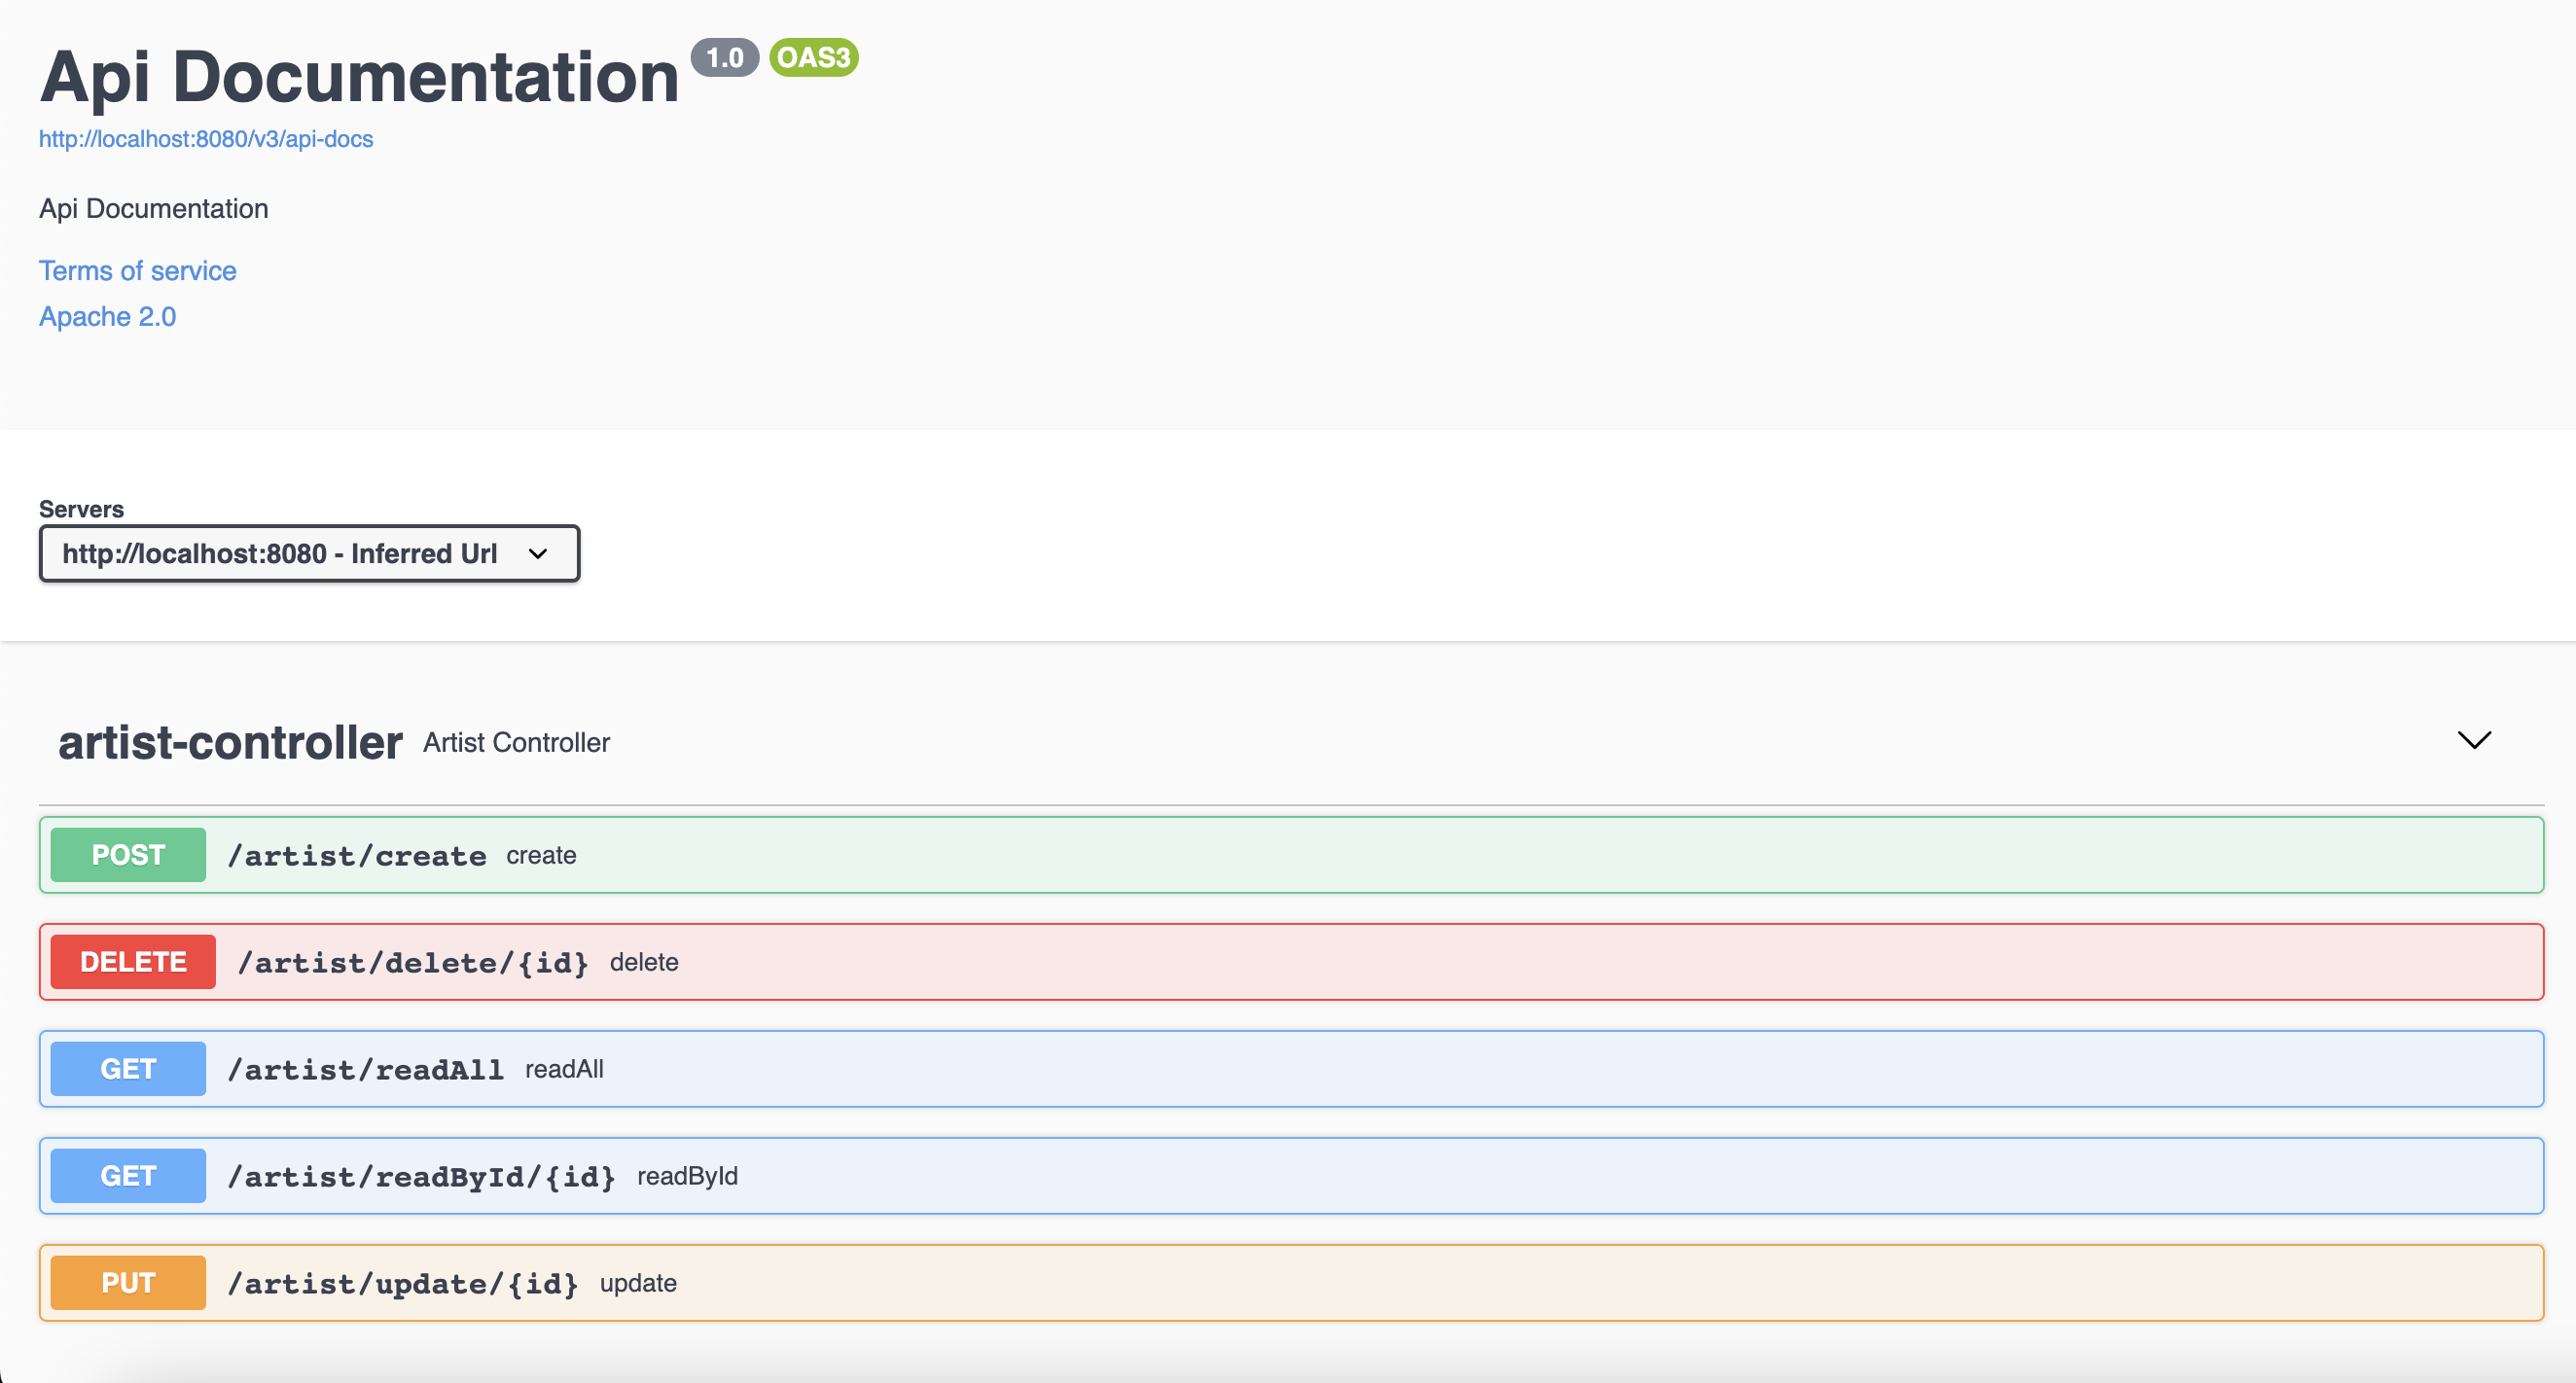 Api Documentation 1.0 OAS3
http://localhost:8080/v3/api-docs
Api Documentation
Terms of service
Apache 2.0
Servers
http://localhost:8080 - Inferred Url
artist-controller Artist Controller
POST /artist/create create
DELETE /artist/delete/{id} delete
GET /artist/readAll readAll
GET /artist/readById/{id} readById
PUT /artist/update/{id} update